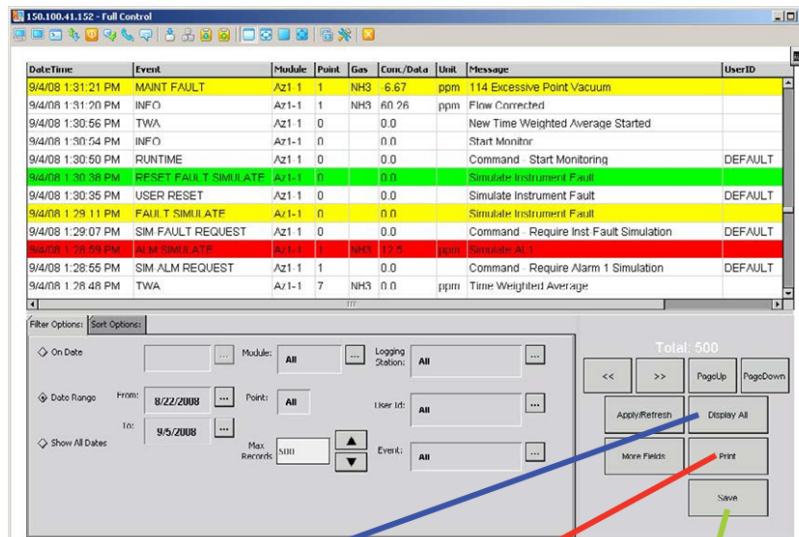 150.100.41.152 - Full Control
DateTime Event Module Point Gas Conc/Data Unit Message UserID
9/4/08 1:31:21 PM MAINT FAULT Az1-1 1 NH3 -6.67 ppm 114 Excessive Point Vacuum
9/4/08 1:31:20 PM INFO Az1-1 1 NH3 60.26 ppm Flow Corrected
9/4/08 1:30:56 PM TWA Az1-1 0 0.0 New Time Weighted Average Started
9/4/08 1:30:54 PM INFO Az1-1 0 0.0 Start Monitor
9/4/08 1:30:50 PM RUNTIME Az1-1 0 0.0 Command - Start Monitoring DEFAULT
9/4/08 1:30:38 PM RESET FAULT SIMULATE Az1-1 0 0.0 Simulate Instrument Fault
9/4/08 1:30:35 PM USER RESET Az1-1 0 0.0 Simulate Instrument Fault DEFAULT
9/4/08 1:29:11 PM FAULT SIMULATE Az1-1 0 0.0 Simulate Instrument Fault
9/4/08 1:29:07 PM SIM-FAULT REQUEST Az1-1 0 0.0 Command - Require Inst Fault Simulation DEFAULT
9/4/08 1:28:59 PM ALM SIMULATE Az1-1 1 NH3 12.5 ppm Simulate AL1
9/4/08 1:28:55 PM SIM-ALM REQUEST Az1-1 1 0.0 Command - Require Alarm 1 Simulation DEFAULT
9/4/08 1:28:48 PM TWA Az1-1 7 NH3 0.0 ppm Time Weighted Average
Filter Options: Sort Options:
On Date Module: All Logging Station: All
Date Range From: 8/22/2008 Point: All User Id: All
To: 9/5/2008
Show All Dates Max Records 500 Event: All
Total: 500
<< >> PageUp PageDown
Apply/Refresh Display All
More Fields Print
Save